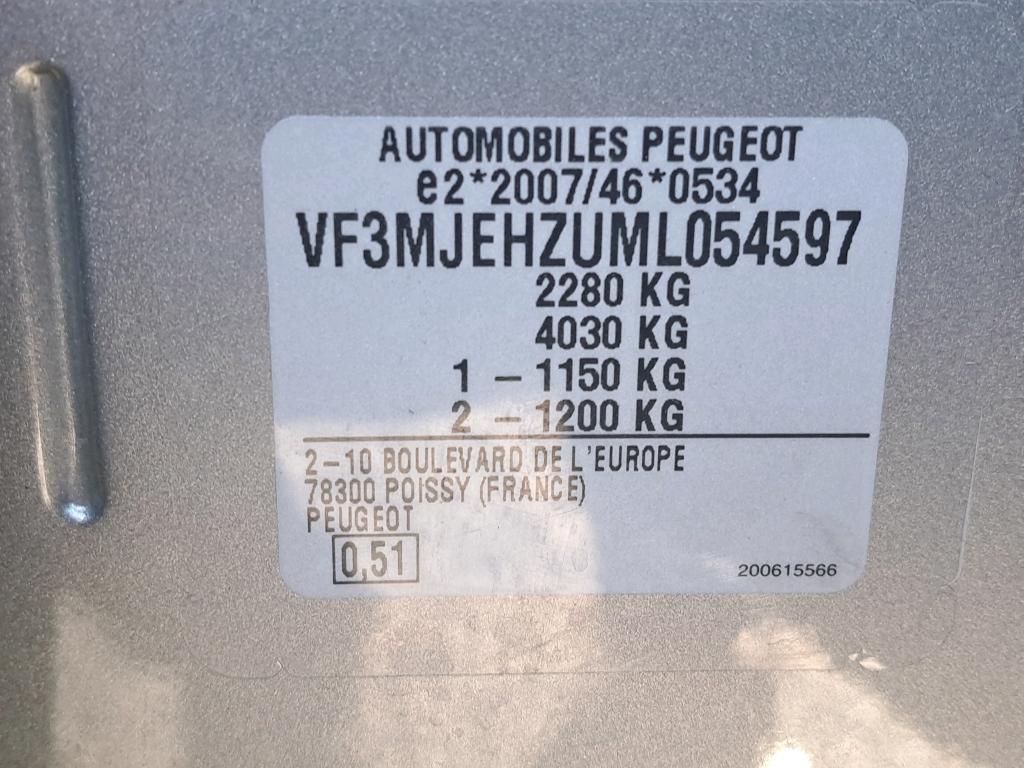 AUTOMOBILES PEUGEOT
e2*2007/46*0534
VF3MJEHZUML054597
2280 KG
4030 KG
1 – 1150 KG
2 – 1200 KG
2–10 BOULEVARD DE L'EUROPE
78300 POISSY (FRANCE)
PEUGEOT
0,51
200615566